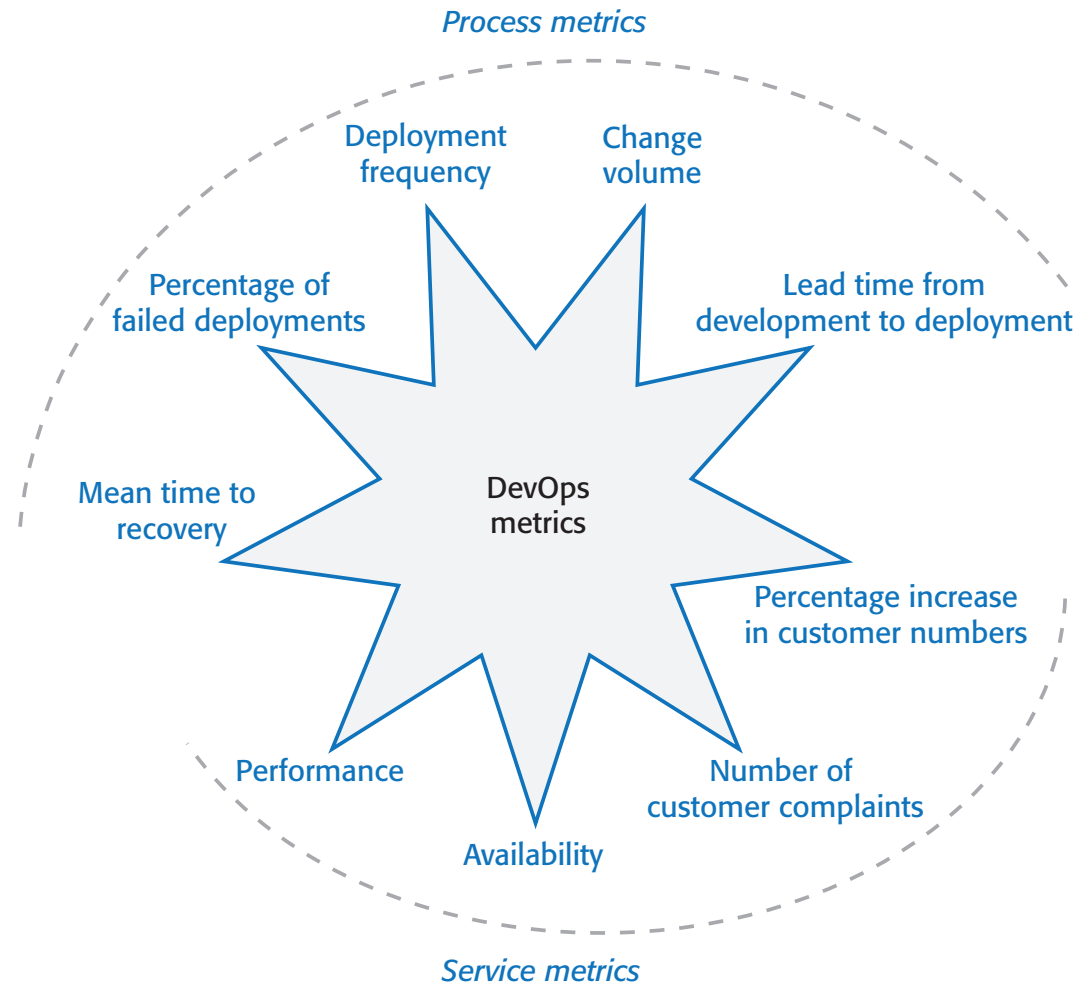 Process metrics
Deployment
frequency
Change
volume
Percentage of
failed deployments
Lead time from
development to deployment
Mean time to
recovery
DevOps
metrics
Percentage increase
in customer numbers
Performance
Number of
customer complaints
Availability
Service metrics